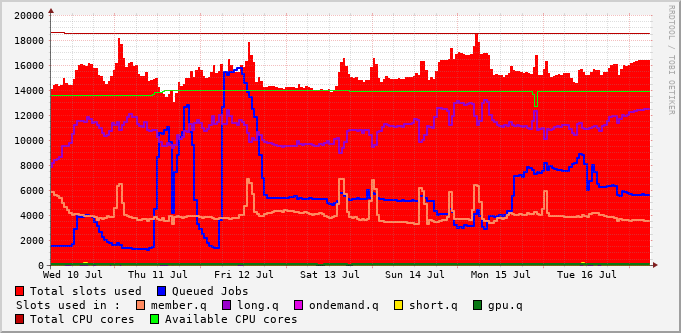 20000
18000
16000
14000
12000
10000
8000
6000
4000
2000
0
Wed 10 Jul Thu 11 Jul Fri 12 Jul Sat 13 Jul Sun 14 Jul Mon 15 Jul Tue 16 Jul
RRDTOOL / TOBI OETIKER
Total slots used Queued Jobs
Slots used in : member.q long.q ondemand.q short.q gpu.q
Total CPU cores Available CPU cores